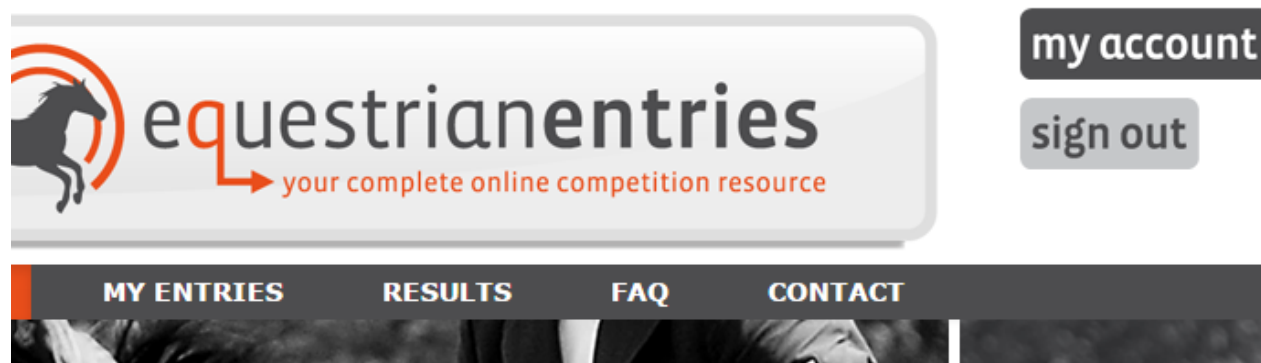 my account
equestrianentries
sign out
your complete online competition resource
MY ENTRIES RESULTS FAQ CONTACT